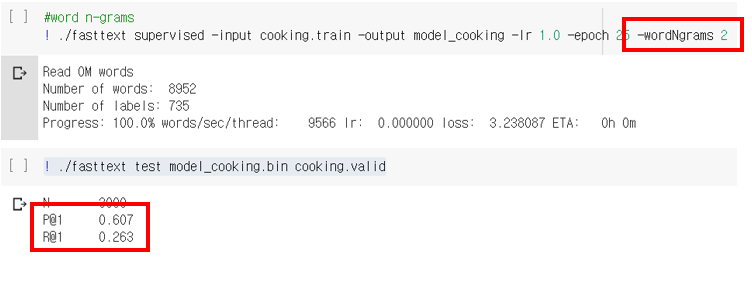 [ ] #word n-grams
! ./fasttext supervised -input cooking.train -output model_cooking -lr 1.0 -epoch 25 -wordNgrams 2
Read 0M words
Number of words: 8952
Number of labels: 735
Progress: 100.0% words/sec/thread: 9566 lr: 0.000000 loss: 3.238087 ETA: 0h 0m
[ ] ! ./fasttext test model_cooking.bin cooking.valid
N 3000
P@1 0.607
R@1 0.263